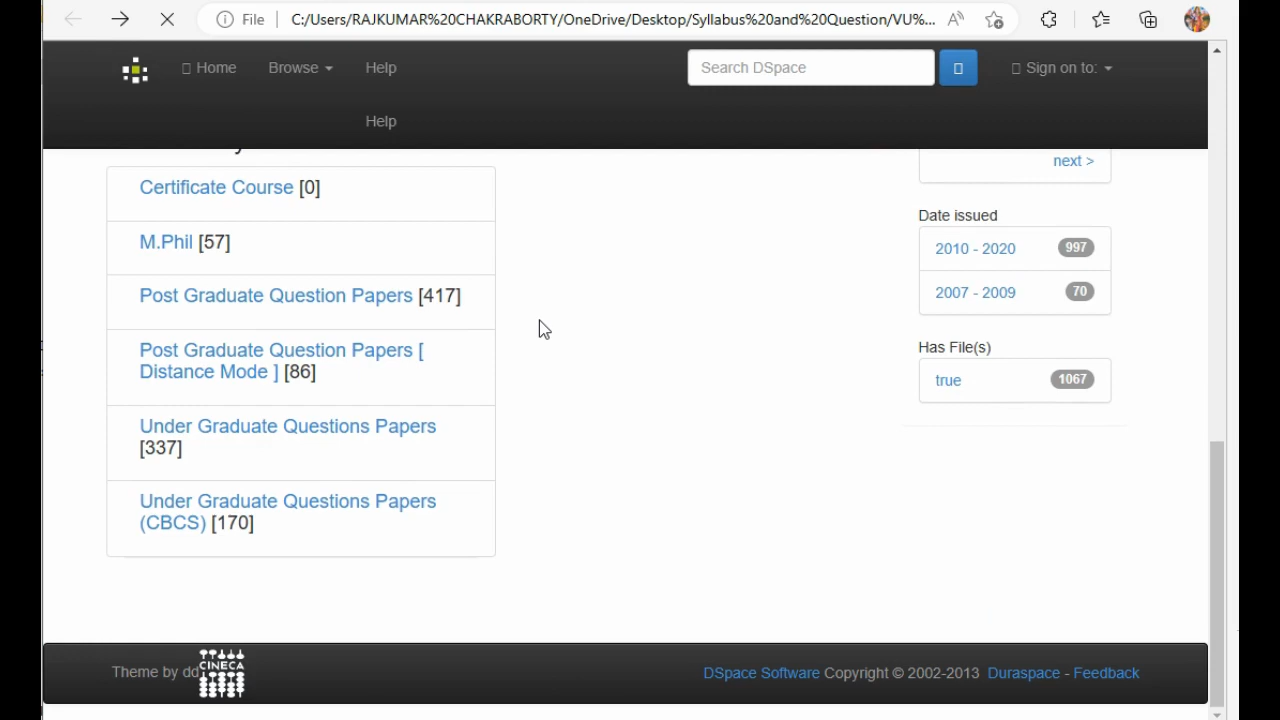 File
C:/Users/RAJKUMAR%20CHAKRABORTY/OneDrive/Desktop/Syllabus%20and%20Question/VU%...
Home
Browse
Help
Search DSpace
Sign on to:
Help
Certificate Course [0]
M.Phil [57]
Post Graduate Question Papers [417]
Post Graduate Question Papers [
Distance Mode ] [86]
Under Graduate Questions Papers
[337]
Under Graduate Questions Papers
(CBCS) [170]
next >
Date issued
2010 - 2020 997
2007 - 2009 70
Has File(s)
true 1067
Theme by
CINECA
DSpace Software Copyright © 2002-2013 Duraspace - Feedback